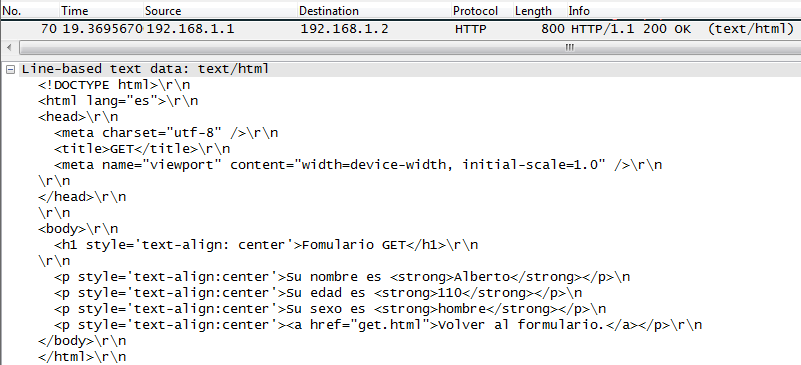 No. Time Source Destination Protocol Length Info
70 19.3695670 192.168.1.1 192.168.1.2 HTTP 800 HTTP/1.1 200 OK (text/html)
Line-based text data: text/html
<!DOCTYPE html>\r\n
<html lang="es">\r\n
<head>\r\n
<meta charset="utf-8" />\r\n
<title>GET</title>\r\n
<meta name="viewport" content="width=device-width, initial-scale=1.0" />\r\n
\r\n
</head>\r\n
\r\n
<body>\r\n
<h1 style='text-align: center'>Fomulario GET</h1>\r\n
\r\n
<p style='text-align:center'>Su nombre es <strong>Alberto</strong></p>\n
<p style='text-align:center'>Su edad es <strong>110</strong></p>\n
<p style='text-align:center'>Su sexo es <strong>hombre</strong></p>\n
<p style='text-align:center'><a href="get.html">Volver al formulario.</a></p>\r\n
</body>\r\n
</html>\r\n